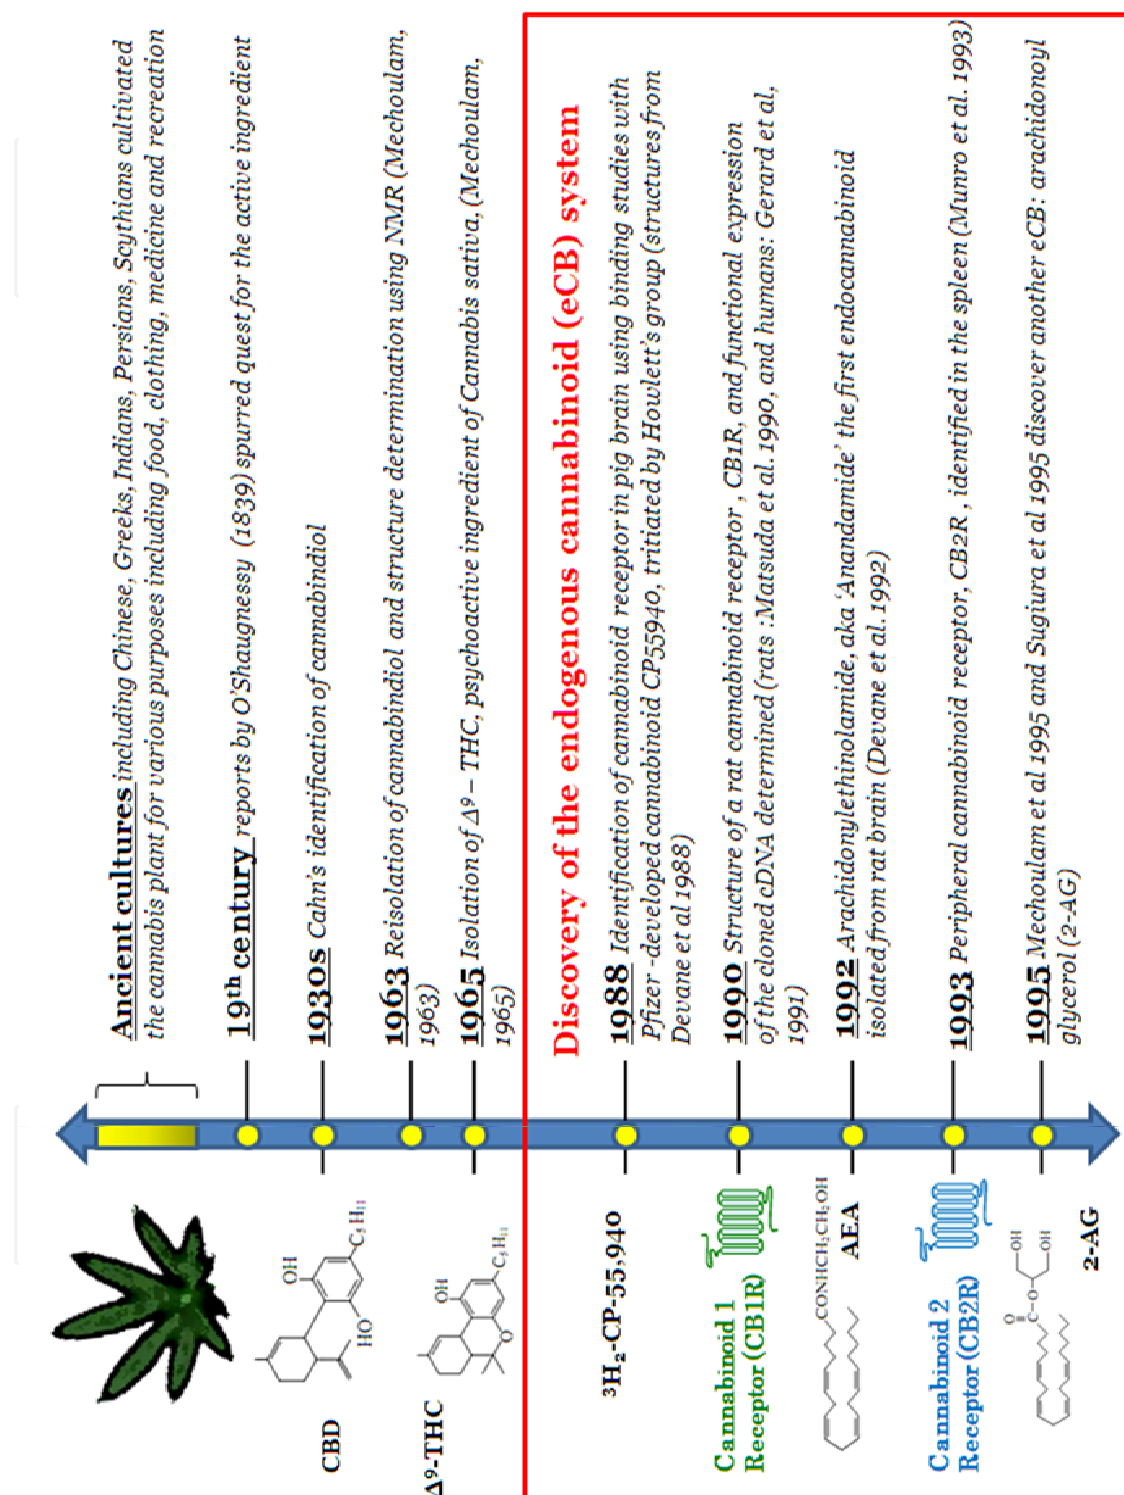 Ancient cultures including Chinese, Greeks, Indians, Persians, Scythians cultivated
the cannabis plant for various purposes including food, clothing, medicine and recreation
19th century reports by O'Shaugnessy (1839) spurred quest for the active ingredient
1930s Cahn's identification of cannabindiol
1963 Reisolation of cannabindiol and structure determination using NMR (Mechoulam,
1963)
1965 Isolation of Δ9 – THC, psychoactive ingredient of Cannabis sativa, (Mechoulam,
1965)
Discovery of the endogenous cannabinoid (eCB) system
1988 Identification of cannabinoid receptor in pig brain using binding studies with
Pfizer -developed cannabinoid CP55940, tritiated by Howlett's group (structures from
Devane et al 1988)
1990 Structure of a rat cannabinoid receptor , CB1R, and functional expression
of the cloned cDNA determined (rats :Matsuda et al. 1990, and humans: Gerard et al,
1991)
1992 Arachidonylethinolamide, aka 'Anandamide' the first endocannabinoid
isolated from rat brain (Devane et al. 1992)
1993 Peripheral cannabinoid receptor, CB2R , identified in the spleen (Munro et al. 1993)
1995 Mechoulam et al 1995 and Sugiura et al 1995 discover another eCB: arachidonoyl
glycerol (2-AG)
CBD
OH
HO
C5H11
Δ9-THC
OH
O
C5H11
3H2-CP-55,940
Cannabinoid 1
Receptor (CB1R)
CONHCH2CH2OH
AEA
Cannabinoid 2
Receptor (CB2R)
O
C-O
OH
OH
2-AG